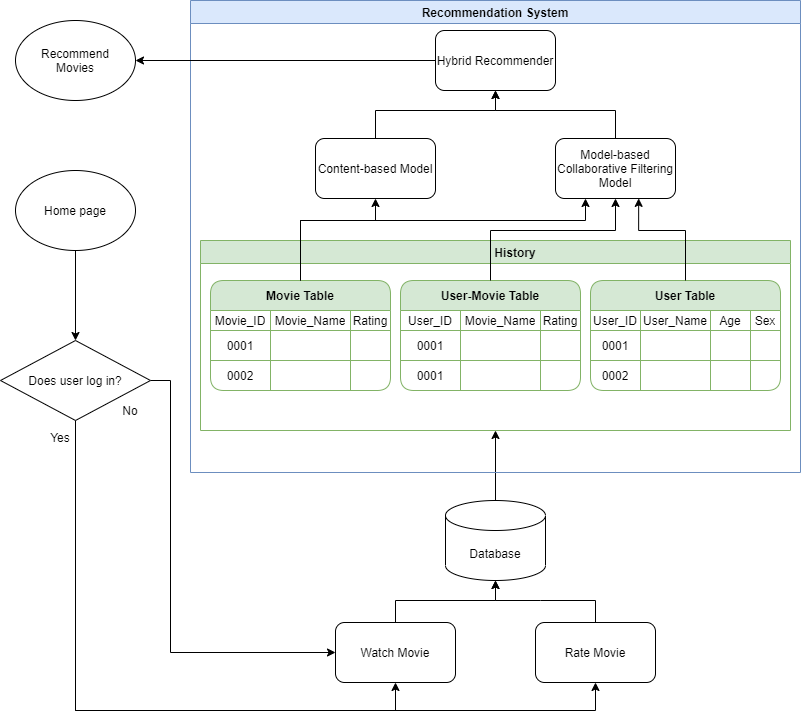 Recommendation System
Recommend
Movies
Hybrid Recommender
Content-based Model
Model-based
Collaborative Filtering
Model
Home page
History
Movie Table
Movie_ID Movie_Name Rating
0001
0002
User-Movie Table
User_ID Movie_Name Rating
0001
0001
User Table
User_ID User_Name Age Sex
0001
0002
Does user log in?
No
Yes
Database
Watch Movie
Rate Movie